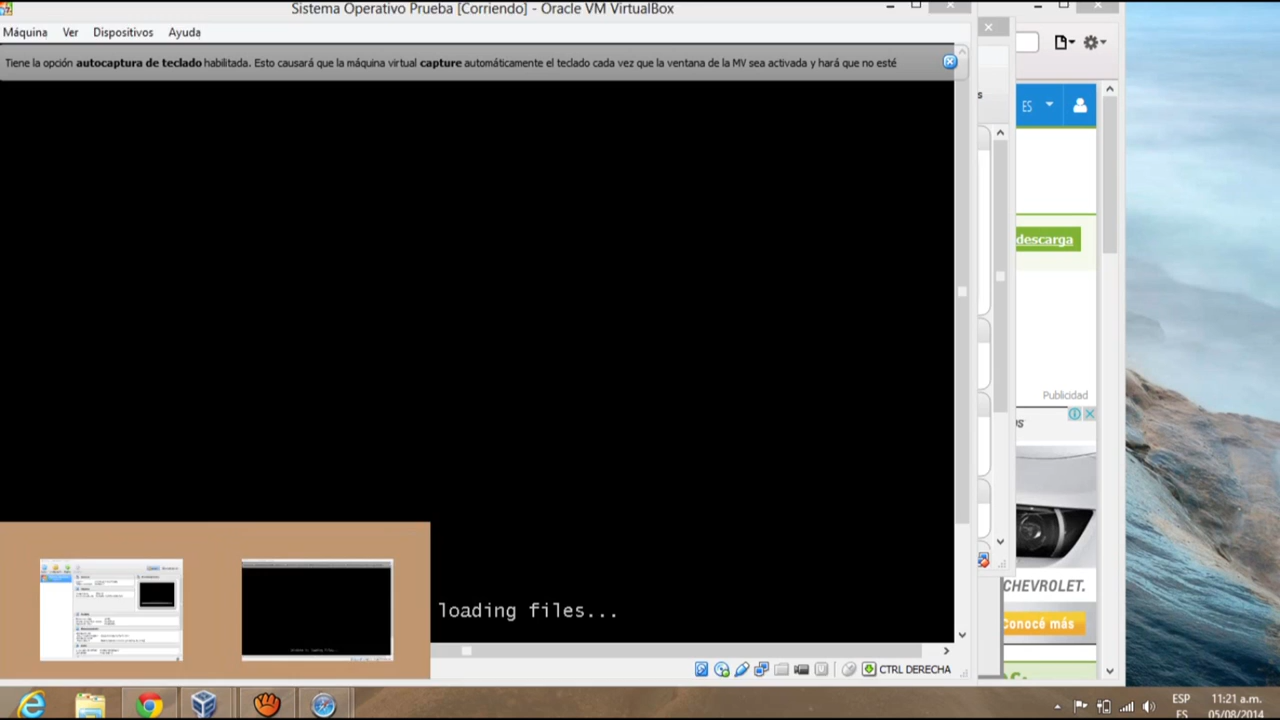 Sistema Operativo Prueba [Corriendo] - Oracle VM VirtualBox
Máquina Ver Dispositivos Ayuda
Tiene la opción autocaptura de teclado habilitada. Esto causará que la máquina virtual capture automáticamente el teclado cada vez que la ventana de la MV sea activada y hará que no esté
s
ES
descarga
Publicidad
CHEVROLET.
Conocé más
loading files...
CTRL DERECHA
ESP 11:21 a.m.
ES 05/08/2014